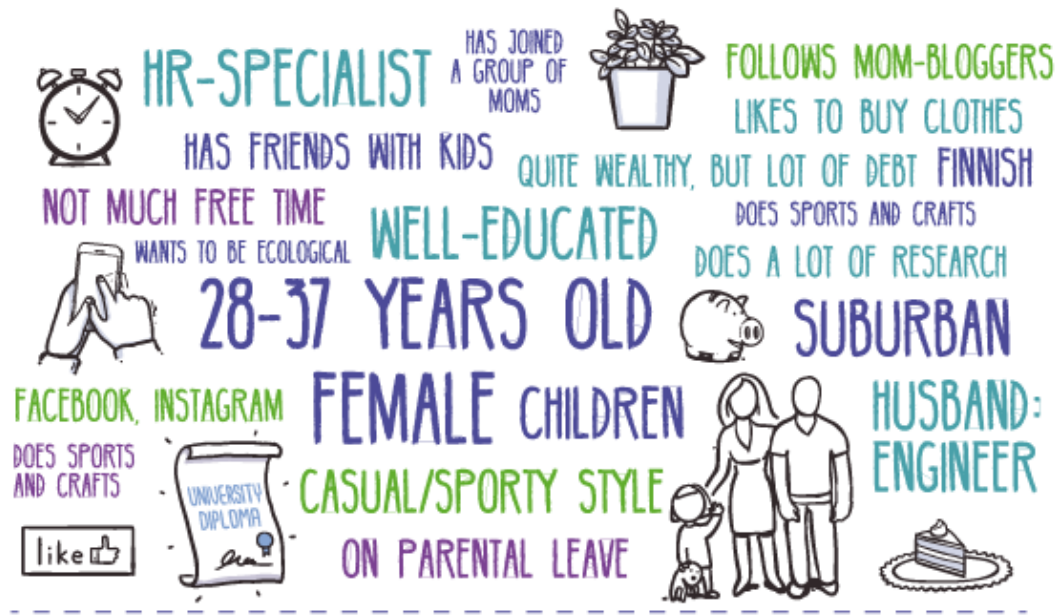 HR-SPECIALIST
HAS JOINED
A GROUP OF
MOMS
FOLLOWS MOM-BLOGGERS
LIKES TO BUY CLOTHES
HAS FRIENDS WITH KIDS
QUITE WEALTHY, BUT LOT OF DEBT
FINNISH
NOT MUCH FREE TIME
WELL-EDUCATED
DOES SPORTS AND CRAFTS
WANTS TO BE ECOLOGICAL
DOES A LOT OF RESEARCH
28-37 YEARS OLD
SUBURBAN
FACEBOOK, INSTAGRAM
FEMALE
CHILDREN
HUSBAND:
ENGINEER
DOES SPORTS
AND CRAFTS
UNIVERSITY
DIPLOMA
CASUAL/SPORTY STYLE
like
ON PARENTAL LEAVE